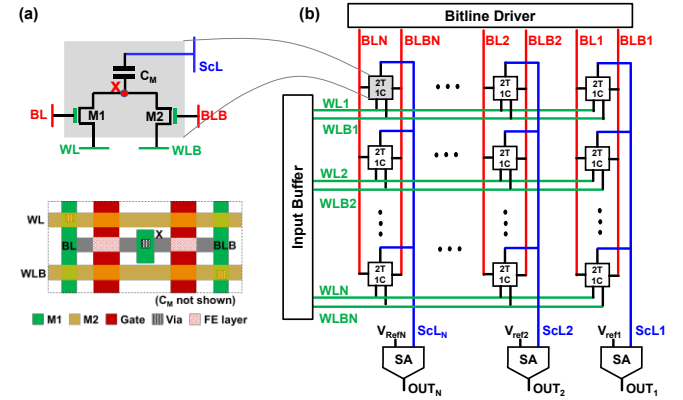 (a)
ScL
C_M
X
BL
M1
M2
BLB
WL
WLB
WL
X
BL
BLB
WLB
(C_M not shown)
M1 M2 Gate Via FE layer
(b)
Bitline Driver
BLN BLBN BL2 BLB2 BL1 BLB1
Input Buffer
2T 2T 2T
1C 1C 1C
WL1
WLB1
2T 2T 2T
1C 1C 1C
WL2
WLB2
2T 2T 2T
1C 1C 1C
WLN
WLBN
V_RefN ScL_N V_ref2 ScL2 V_ref1 ScL1
SA SA SA
OUT_N OUT_2 OUT_1